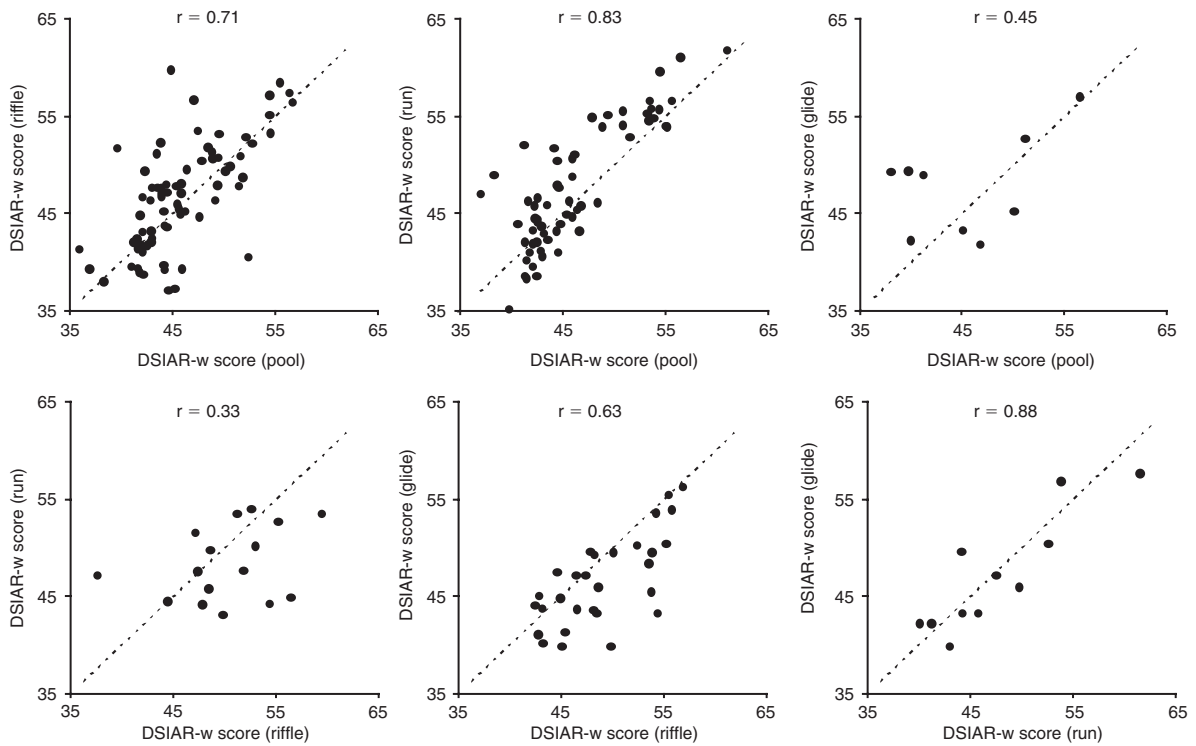 r = 0.71
65
55
45
35
DSIAR-w score (riffle)
35 45 55 65
DSIAR-w score (pool)
r = 0.83
65
55
45
35
DSIAR-w score (run)
35 45 55 65
DSIAR-w score (pool)
r = 0.45
65
55
45
35
DSIAR-w score (glide)
35 45 55 65
DSIAR-w score (pool)
r = 0.33
65
55
45
35
DSIAR-w score (run)
35 45 55 65
DSIAR-w score (riffle)
r = 0.63
65
55
45
35
DSIAR-w score (glide)
35 45 55 65
DSIAR-w score (riffle)
r = 0.88
65
55
45
35
DSIAR-w score (glide)
35 45 55 65
DSIAR-w score (run)